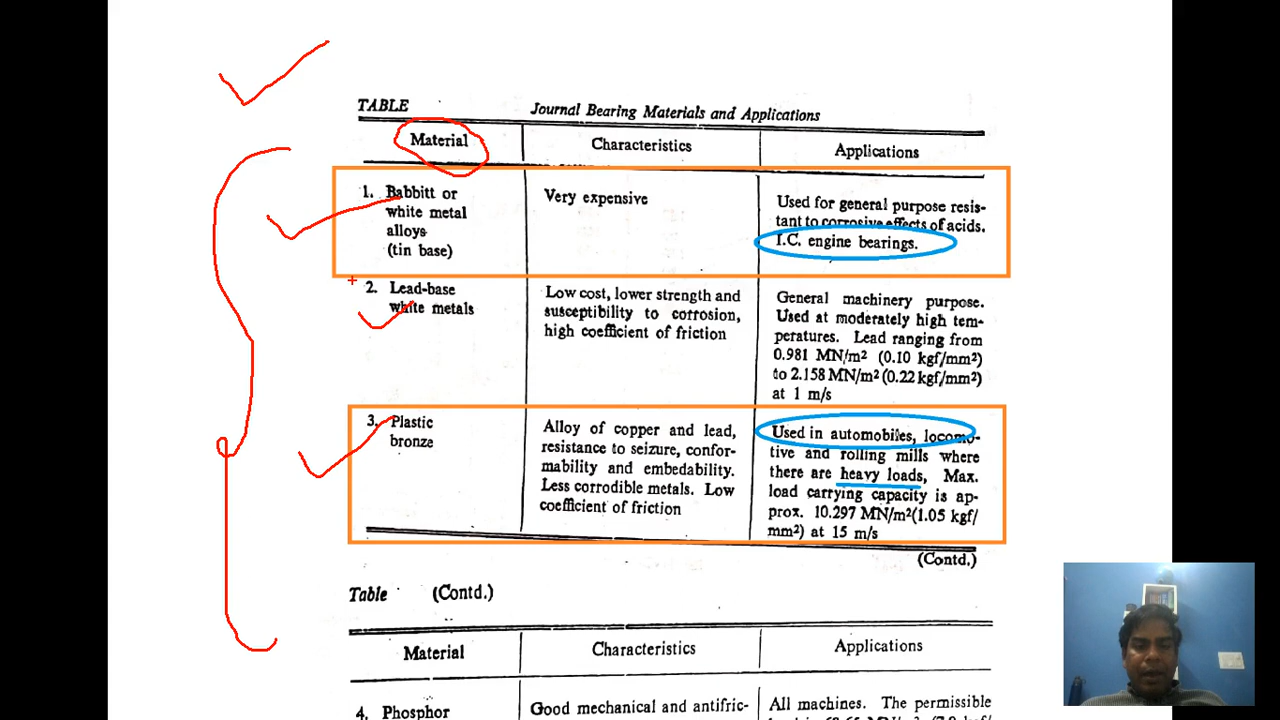 TABLE Journal Bearing Materials and Applications
Material Characteristics Applications
1. Babbitt or
white metal
alloys
(tin base)
Very expensive
Used for general purpose resis-
tant to corrosive effects of acids.
I.C. engine bearings.
2. Lead-base
white metals
Low cost, lower strength and
susceptibility to corrosion,
high coefficient of friction
General machinery purpose.
Used at moderately high tem-
peratures. Lead ranging from
0.981 MN/m² (0.10 kgf/mm²)
to 2.158 MN/m² (0.22 kgf/mm²)
at 1 m/s
3. Plastic
bronze
Alloy of copper and lead,
resistance to seizure, confor-
mability and embedability.
Less corrodible metals. Low
coefficient of friction
Used in automobiles, locomo-
tive and rolling mills where
there are heavy loads, Max.
load carrying capacity is ap-
prox. 10.297 MN/m²(1.05 kgf/
mm²) at 15 m/s
(Contd.)
Table (Contd.)
Material Characteristics Applications
4. Phosphor
Good mechanical and antifric-
All machines. The permissible